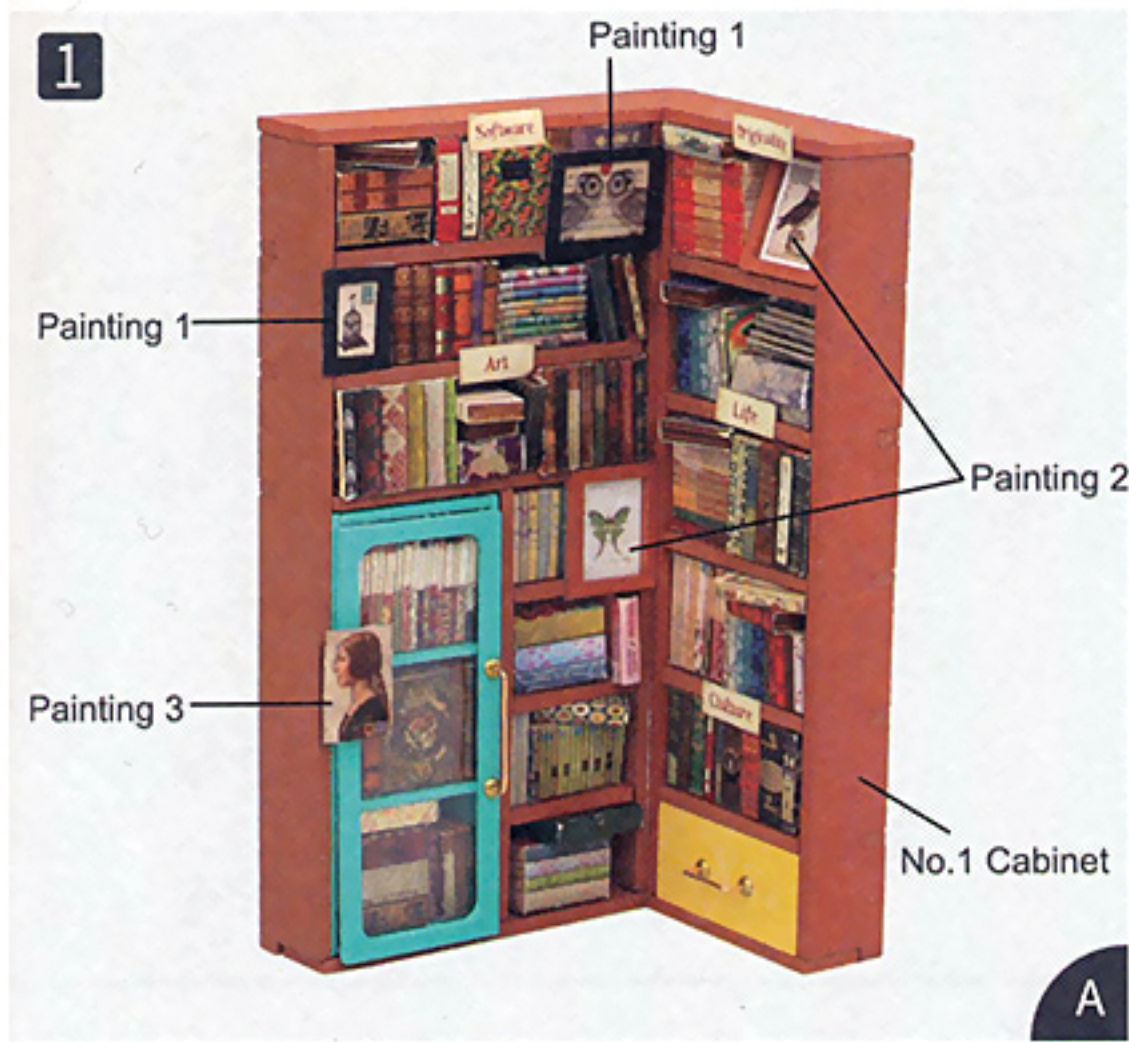 1
Painting 1
Software
Originality
Painting 1
Art
Life
Painting 2
Painting 3
Culture
No.1 Cabinet
A